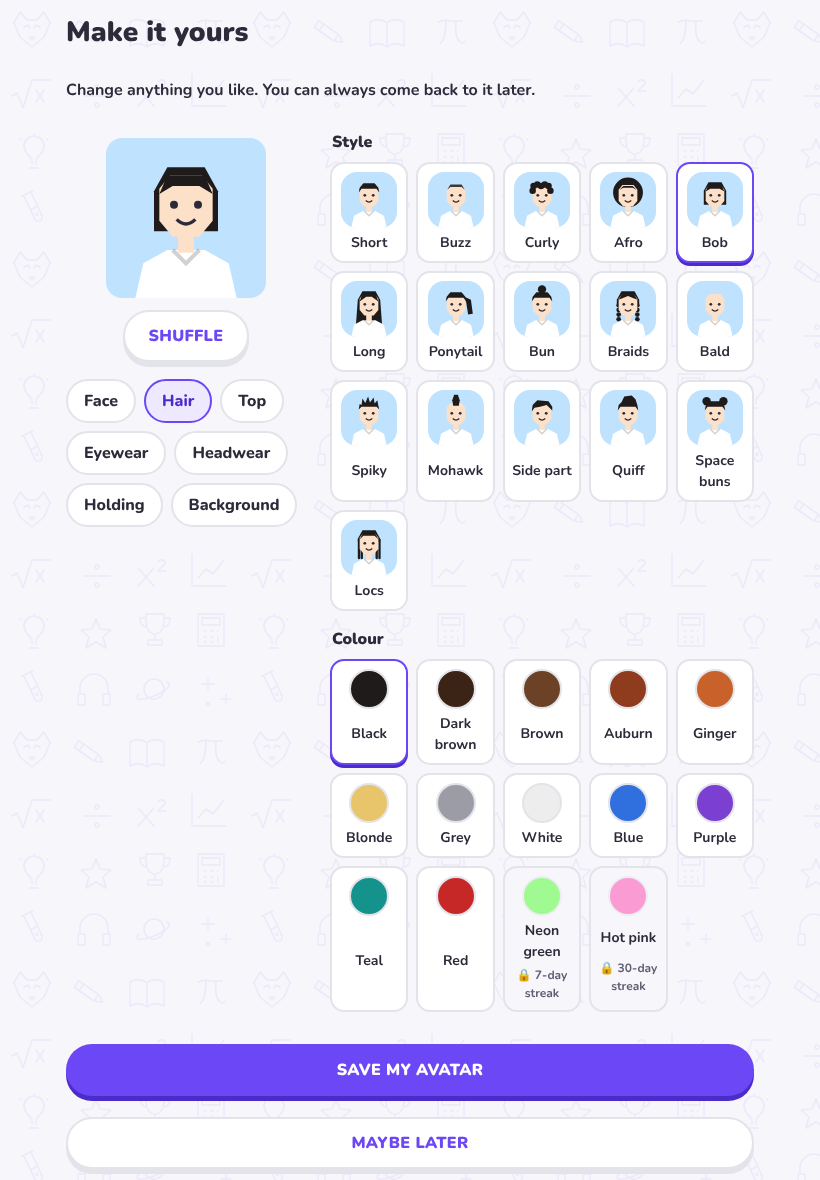 Make it yours
Change anything you like. You can always come back to it later.
SHUFFLE
Face
Hair
Top
Eyewear
Headwear
Holding
Background
Style
Short
Buzz
Curly
Afro
Bob
Long
Ponytail
Bun
Braids
Bald
Spiky
Mohawk
Side part
Quiff
Space
buns
Locs
Colour
Black
Dark
brown
Brown
Auburn
Ginger
Blonde
Grey
White
Blue
Purple
Teal
Red
Neon
green
🔒 7-day
streak
Hot pink
🔒 30-day
streak
SAVE MY AVATAR
MAYBE LATER